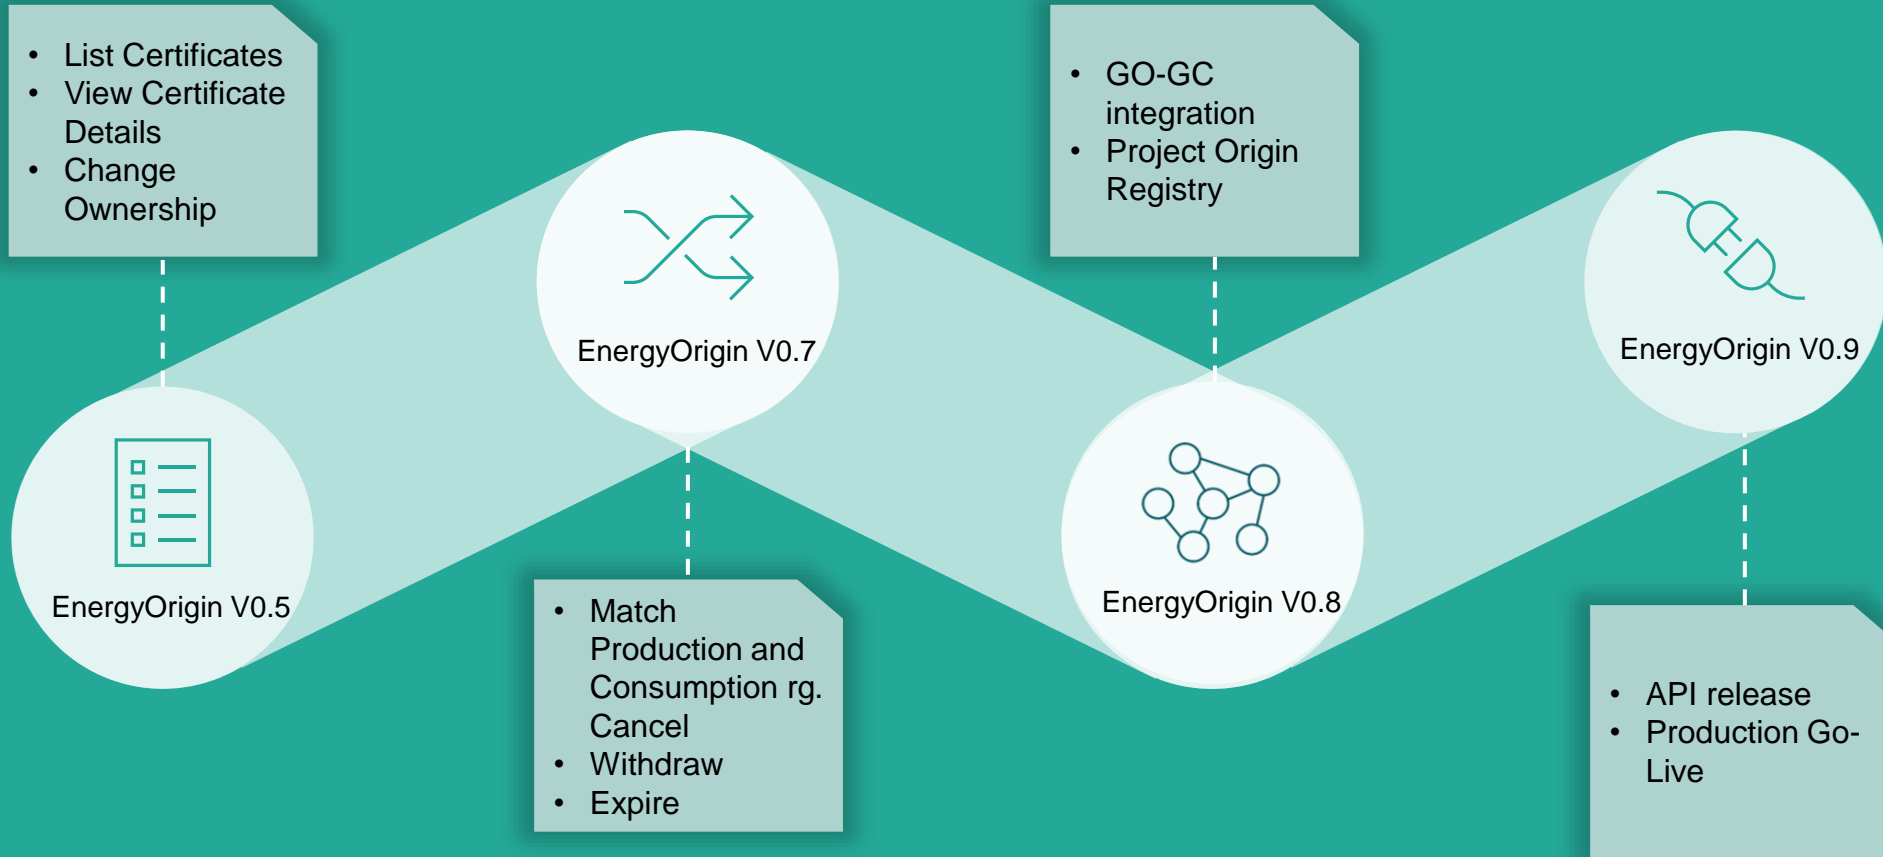 • List Certificates
• View Certificate
Details
• Change
Ownership
EnergyOrigin V0.5
EnergyOrigin V0.7
• Match
Production and
Consumption rg.
Cancel
• Withdraw
• Expire
• GO-GC
integration
• Project Origin
Registry
EnergyOrigin V0.8
EnergyOrigin V0.9
• API release
• Production Go-
Live